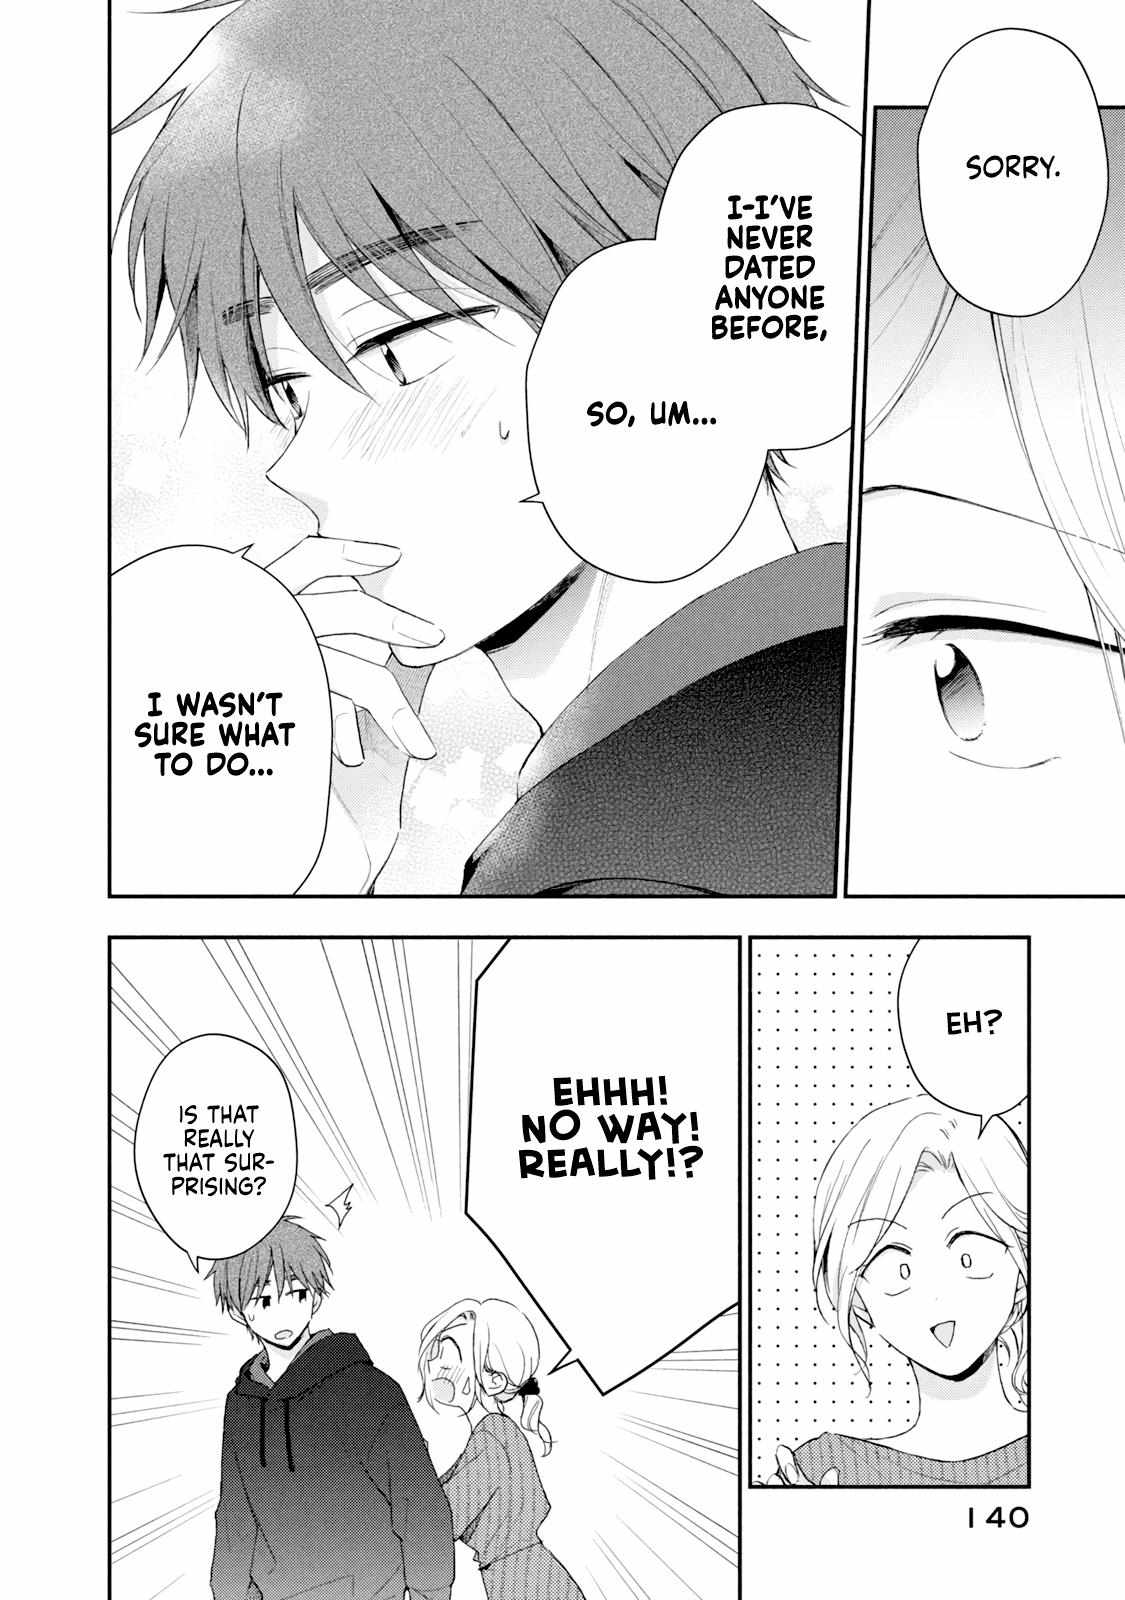 SORRY.
I-I'VE
NEVER
DATED
ANYONE
BEFORE,
SO, UM...
I WASN'T
SURE WHAT
TO DO...
EH?
EHHH!
NO WAY!
REALLY!?
IS THAT
REALLY
THAT SUR-
PRISING?
140